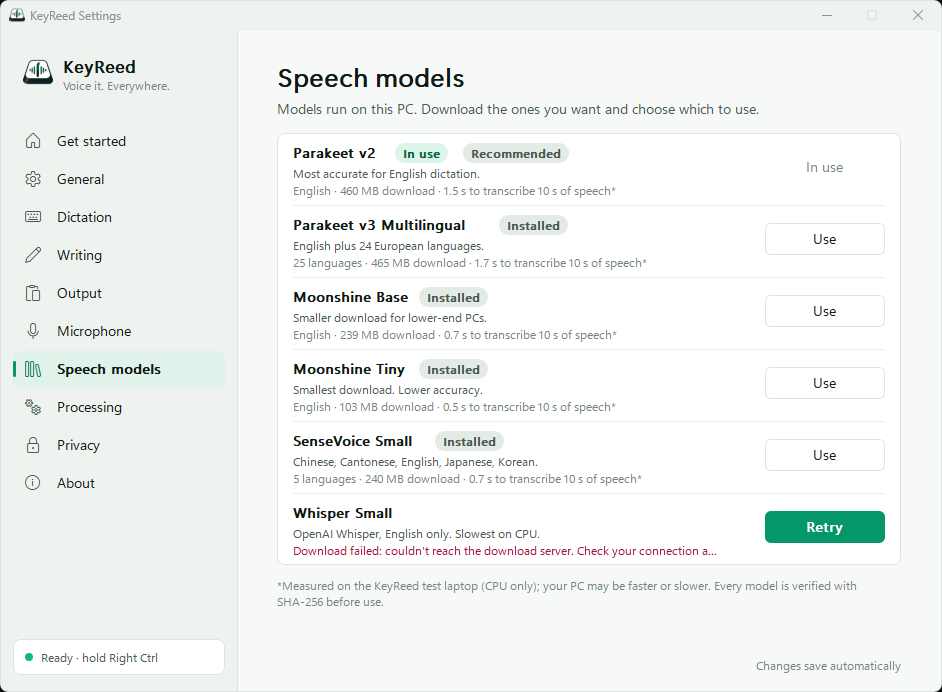 KeyReed Settings
KeyReed
Voice it. Everywhere.
Get started
General
Dictation
Writing
Output
Microphone
Speech models
Processing
Privacy
About
Ready · hold Right Ctrl
Speech models
Models run on this PC. Download the ones you want and choose which to use.
Parakeet v2 In use Recommended
Most accurate for English dictation.
English · 460 MB download · 1.5 s to transcribe 10 s of speech*
In use
Parakeet v3 Multilingual Installed
English plus 24 European languages.
25 languages · 465 MB download · 1.7 s to transcribe 10 s of speech*
Use
Moonshine Base Installed
Smaller download for lower-end PCs.
English · 239 MB download · 0.7 s to transcribe 10 s of speech*
Use
Moonshine Tiny Installed
Smallest download. Lower accuracy.
English · 103 MB download · 0.5 s to transcribe 10 s of speech*
Use
SenseVoice Small Installed
Chinese, Cantonese, English, Japanese, Korean.
5 languages · 240 MB download · 0.7 s to transcribe 10 s of speech*
Use
Whisper Small
OpenAI Whisper, English only. Slowest on CPU.
Download failed: couldn't reach the download server. Check your connection a...
Retry
*Measured on the KeyReed test laptop (CPU only); your PC may be faster or slower. Every model is verified with
SHA-256 before use.
Changes save automatically